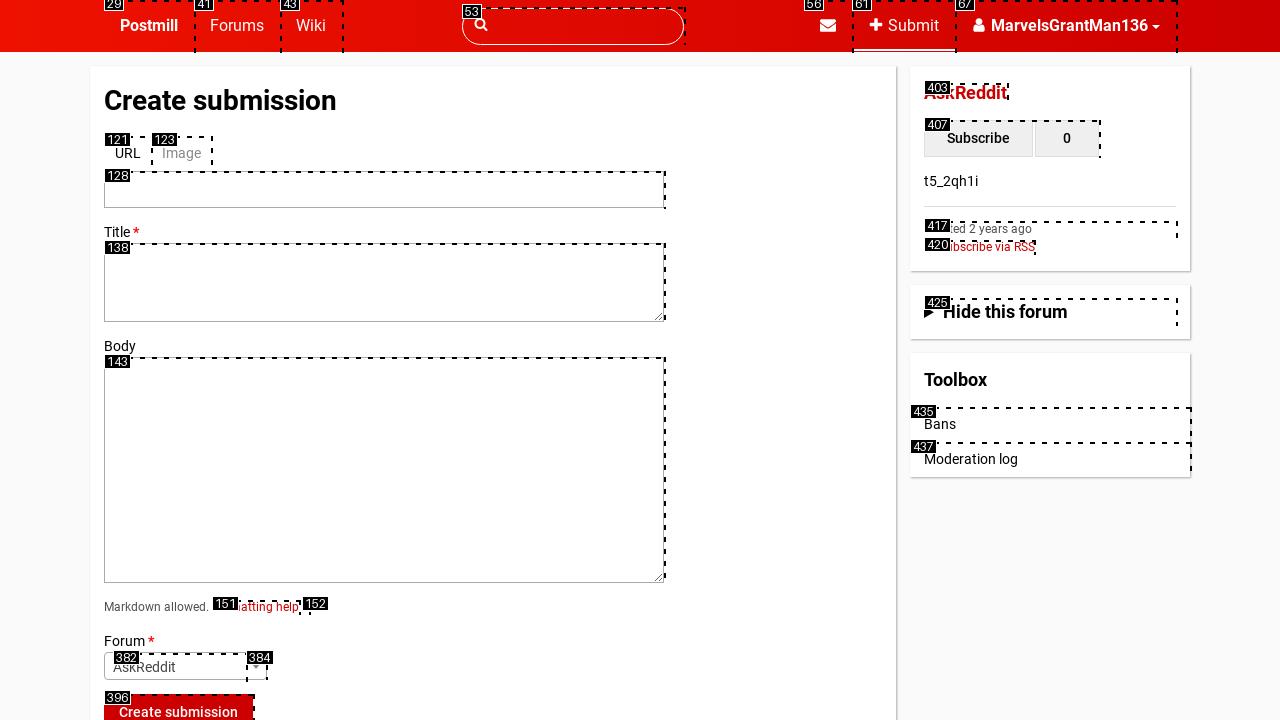 29 41 43 53 56 61 67
Postmill Forums Wiki Submit MarvelsGrantMan136
Create submission
121 123
URL Image
128
Title *
138
Body
143
Markdown allowed. 151 atting help 152
Forum *
382 384
AskReddit
396
Create submission
403
AskReddit
407
Subscribe 0
t5_2qh1i
417 ted 2 years ago
420 bscribe via RSS
425
Hide this forum
Toolbox
435
Bans
437
Moderation log